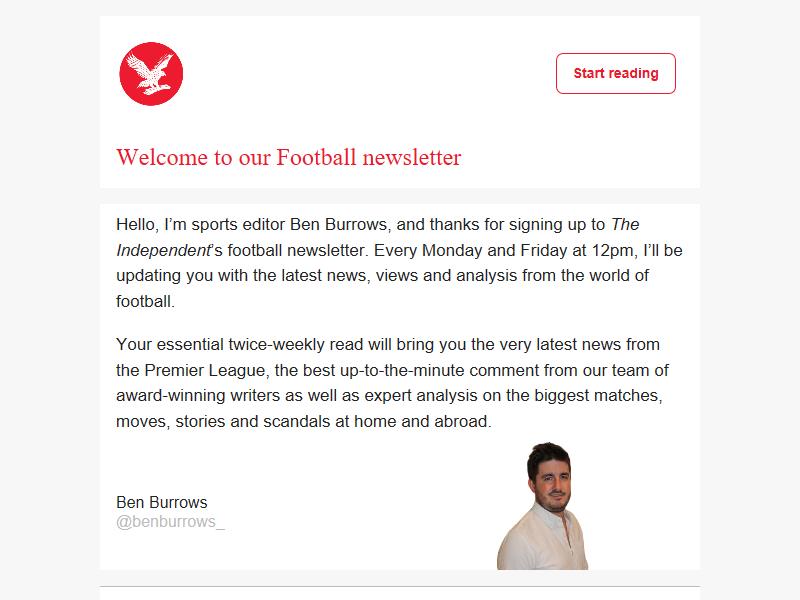 Start reading
Welcome to our Football newsletter
Hello, I’m sports editor Ben Burrows, and thanks for signing up to The
Independent’s football newsletter. Every Monday and Friday at 12pm, I’ll be
updating you with the latest news, views and analysis from the world of
football.
Your essential twice-weekly read will bring you the very latest news from
the Premier League, the best up-to-the-minute comment from our team of
award-winning writers as well as expert analysis on the biggest matches,
moves, stories and scandals at home and abroad.
Ben Burrows
@benburrows_